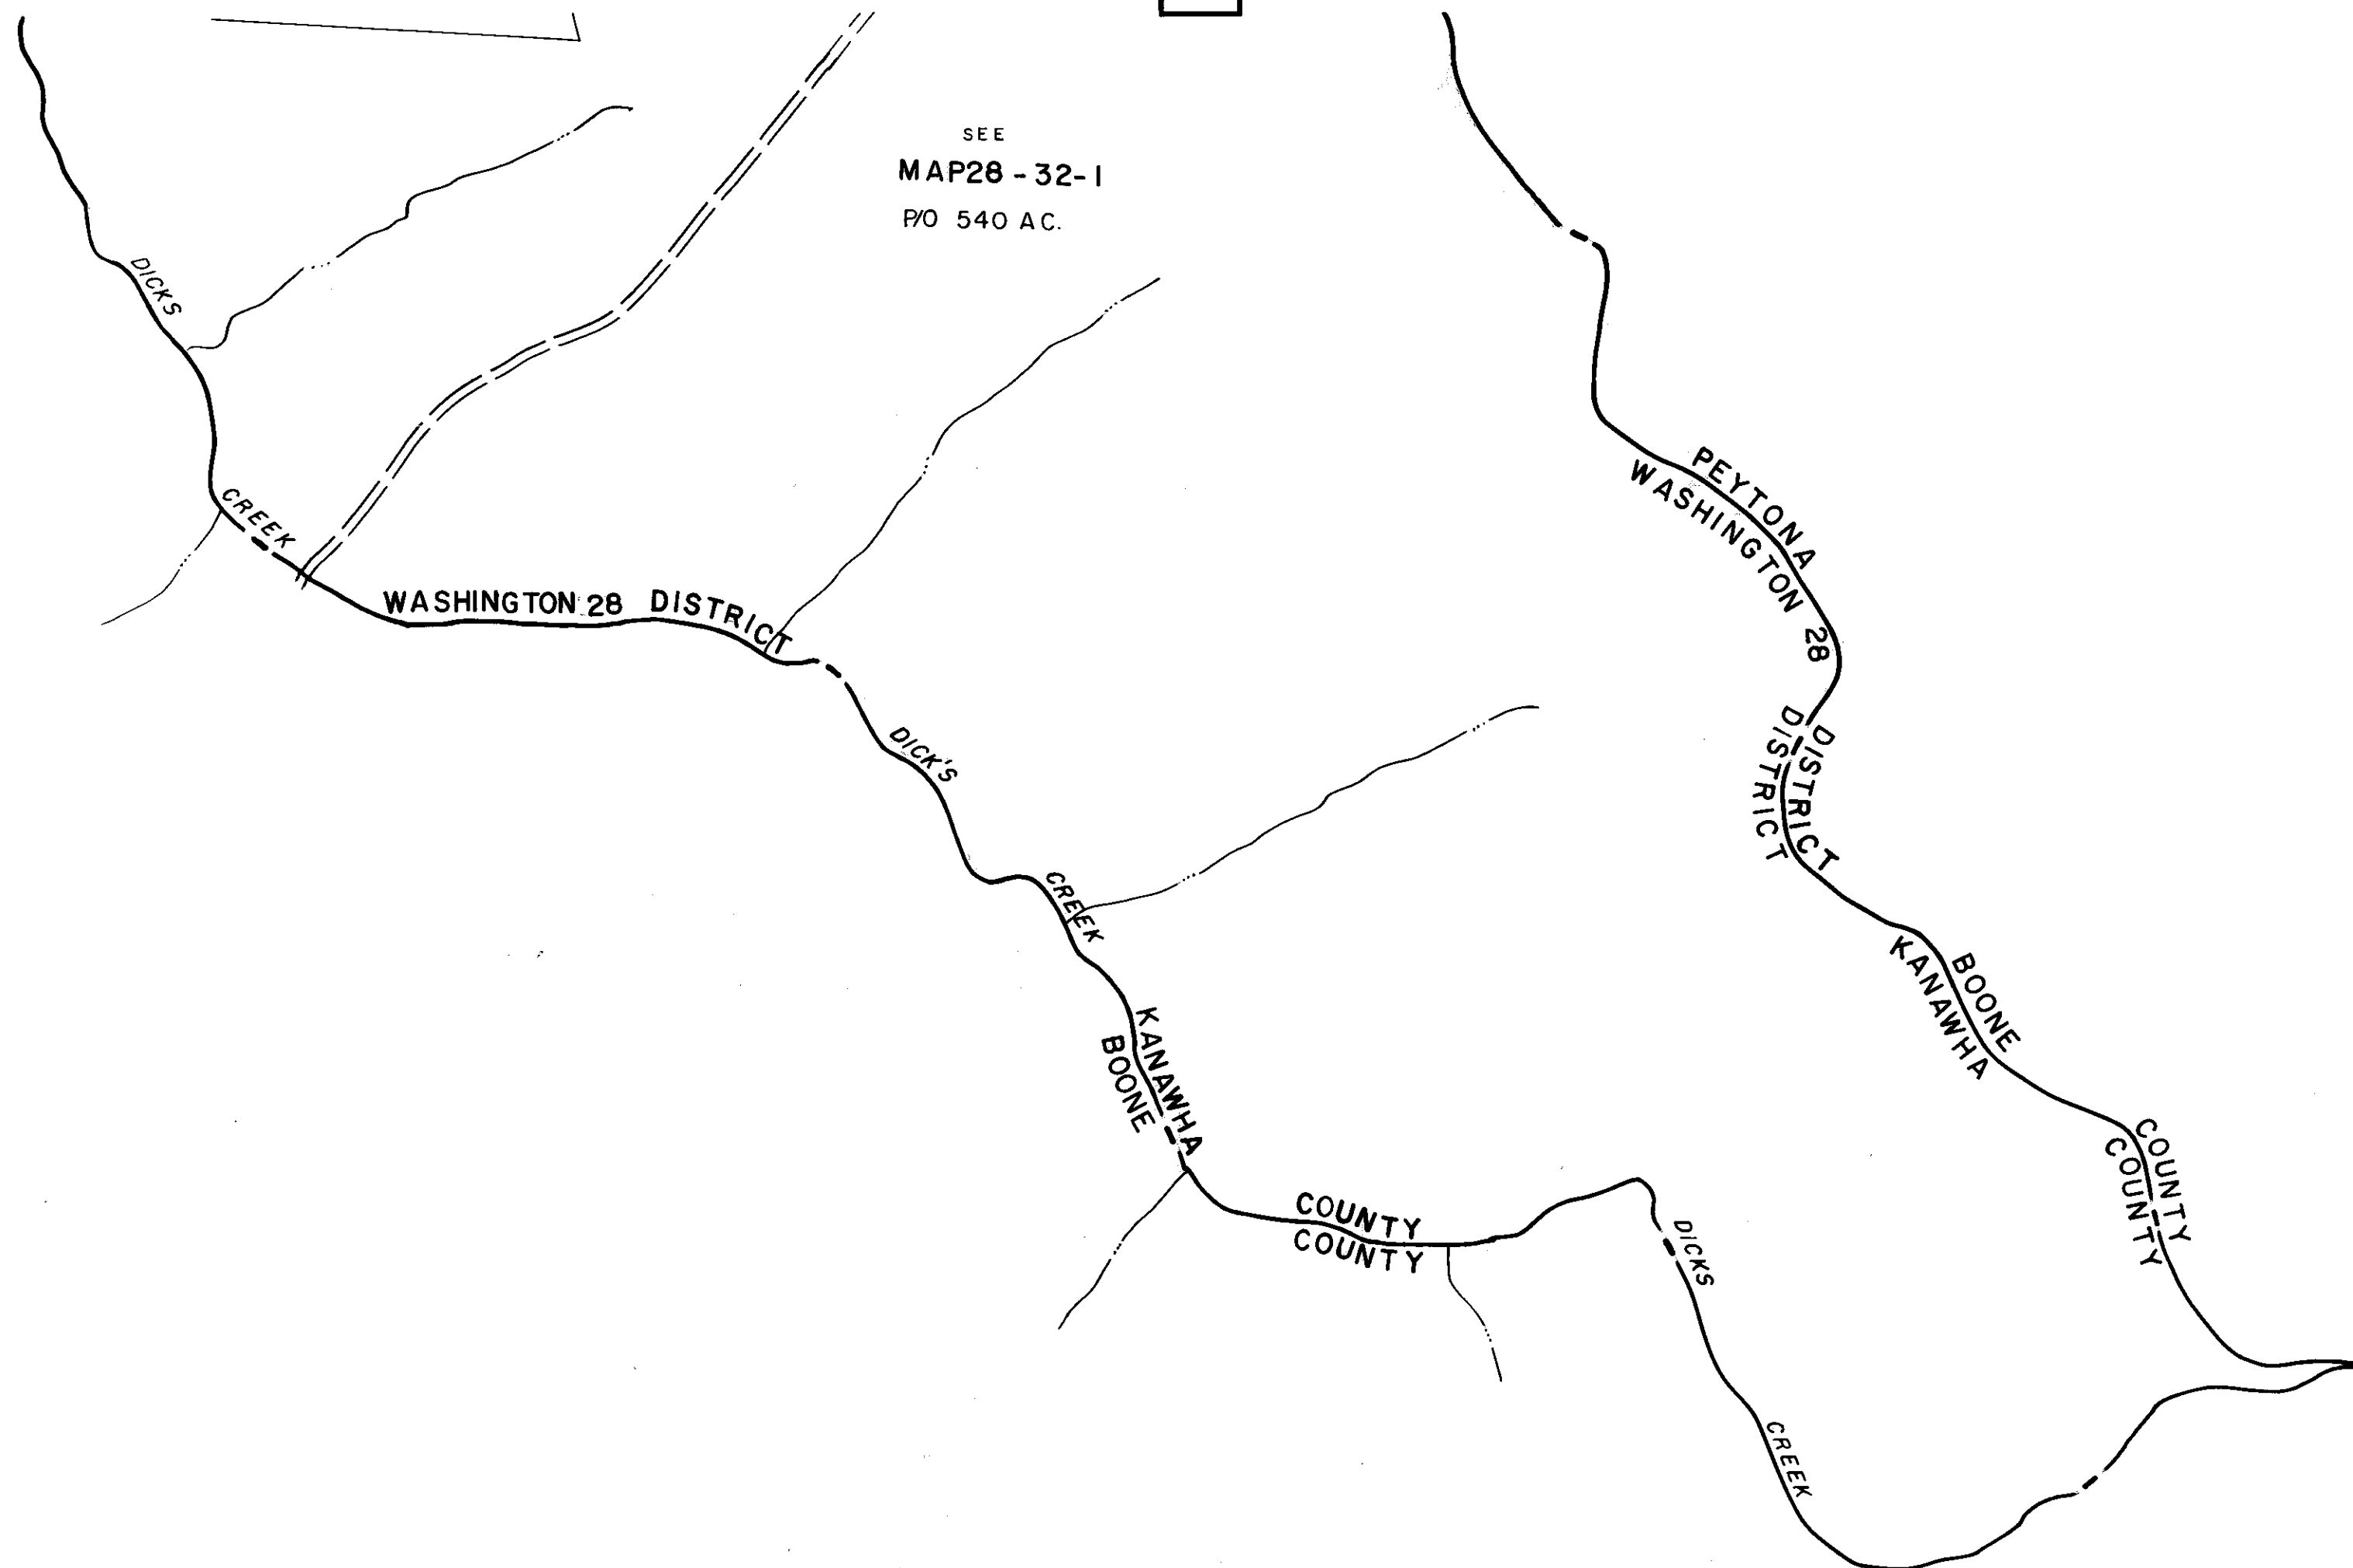 SEE
MAP28-32-1
P/O 540 AC.
DICKS
CREEK
WASHINGTON 28 DISTRICT
PEYTONA
WASHINGTON 28
DISTRICT
DISTRICT
DICK'S
CREEK
KANAWHA
BOONE
BOONE
KANAWHA
COUNTY
COUNTY
COUNTY
COUNTY
DICKS
CREEK